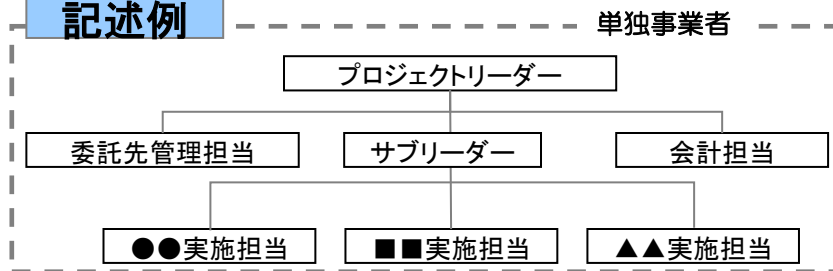 記述例
単独事業者
プロジェクトリーダー
委託先管理担当
サブリーダー
会計担当
●●実施担当
■■実施担当
▲▲実施担当